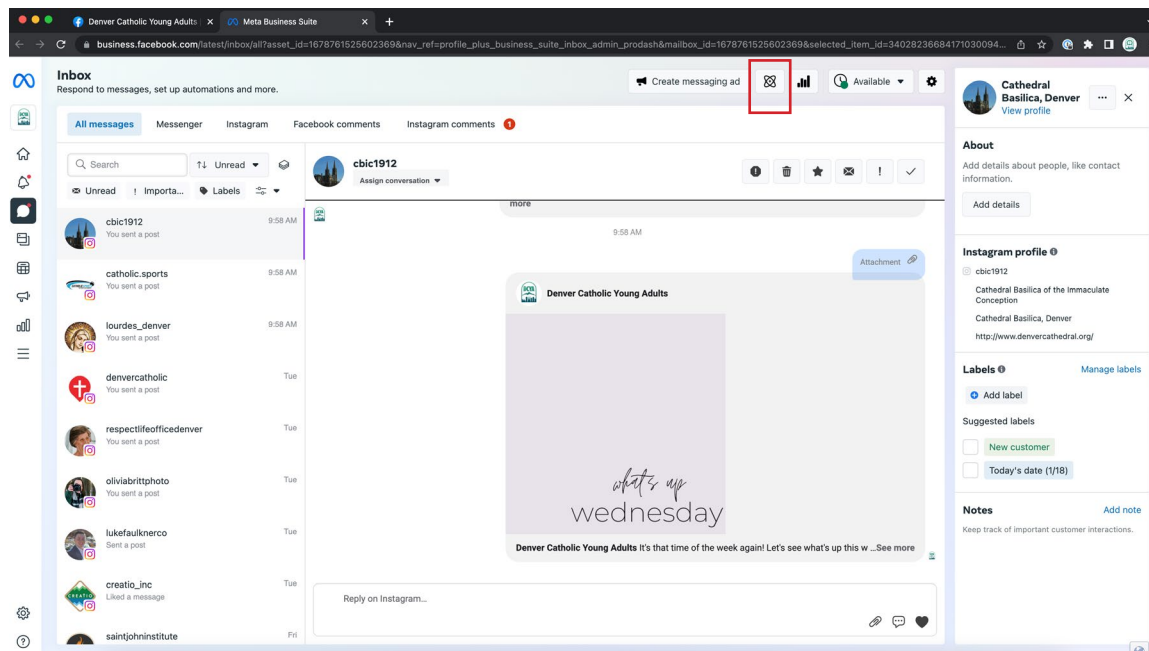 Denver Catholic Young Adults
Meta Business Suite
business.facebook.com/latest/inbox/all?asset_id=1678761525602369&nav_ref=profile_plus_business_suite_inbox_admin_prodash&mailbox_id=1678761525602369&selected_item_id=34028236684171030094...
Inbox
Respond to messages, set up automations and more.
Create messaging ad
Available
All messages
Messenger
Instagram
Facebook comments
Instagram comments
1
Search
Unread
Unread
! Importa...
Labels
cbic1912
9:58 AM
You sent a post
catholic.sports
9:58 AM
You sent a post
lourdes_denver
9:58 AM
You sent a post
denvercatholic
Tue
You sent a post
respectlifeofficedenver
Tue
You sent a post
oliviabrittphoto
Tue
You sent a post
lukefaulknerco
Tue
Sent a post
creatio_inc
Tue
Liked a message
saintjohninstitute
Fri
cbic1912
Assign conversation
more
9:58 AM
Attachment
Denver Catholic Young Adults
what's up
wednesday
Denver Catholic Young Adults It's that time of the week again! Let's see what's up this w ...See more
Reply on Instagram...
Cathedral
Basilica, Denver
View profile
About
Add details about people, like contact
information.
Add details
Instagram profile
cbic1912
Cathedral Basilica of the Immaculate
Conception
Cathedral Basilica, Denver
http://www.denvercathedral.org/
Labels
Manage labels
Add label
Suggested labels
New customer
Today's date (1/18)
Notes
Add note
Keep track of important customer interactions.